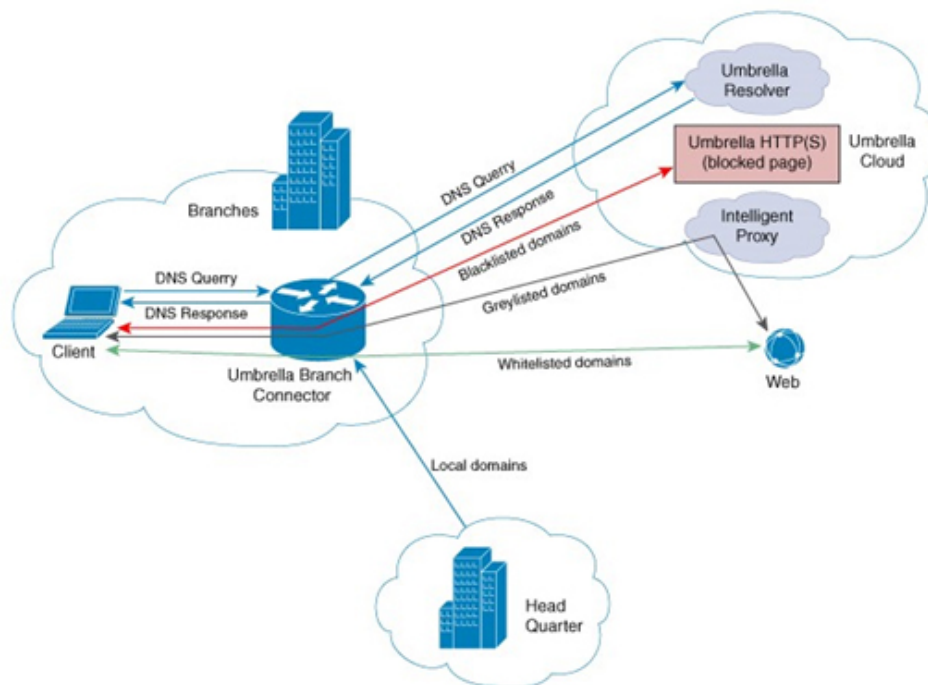 Umbrella
Resolver
Umbrella HTTP(S)
(blocked page)
Umbrella
Cloud
Intelligent
Proxy
Branches
DNS Querry
DNS Response
Blacklisted domains
Greylisted domains
DNS Querry
DNS Response
Client
Umbrella Branch
Connector
Whitelisted domains
Web
Local domains
Head
Quarter